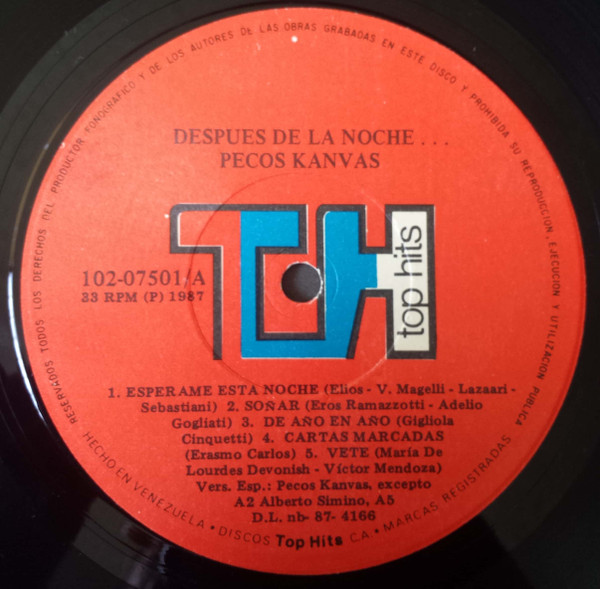 RESERVADOS TODOS LOS DERECHOS DEL PRODUCTOR FONOGRAFICO Y DE LOS AUTORES DE LAS OBRAS GRABADAS EN ESTE DISCO Y PROHIBIDA SU REPRODUCCION, EJECUCION Y UTILIZACION PUBLICA
DESPUES DE LA NOCHE...
PECOS KANVAS
TH
top hits
102-07501/A
33 RPM (P) 1987
1. ESPERAME ESTA NOCHE (Elios - V. Magelli - Lazaari -
Sebastiani) 2. SOÑAR (Eros Ramazzotti - Adelio
Gogliati) 3. DE AÑO EN AÑO (Gigliola
Cinquetti) 4. CARTAS MARCADAS
(Erasmo Carlos) 5. VETE (María De
Lourdes Devonish - Víctor Mendoza)
Vers. Esp.: Pecos Kanvas, excepto
A2 Alberto Simino, A5
D.L. nb- 87- 4166
• HECHO EN VENEZUELA • DISCOS Top Hits C.A. • MARCAS REGISTRADAS •